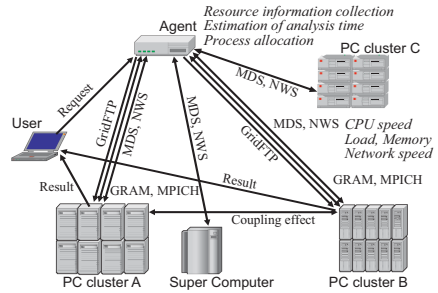 Resource information collection
Agent Estimation of analysis time
Process allocation
PC cluster C
MDS, NWS
Request
User
GridFTP
MDS, NWS
MDS, NWS
GridFTP
MDS, NWS CPU speed
Load, Memory
Network speed
Result
GRAM, MPICH
Result
GRAM, MPICH
Coupling effect
PC cluster A
Super Computer
PC cluster B